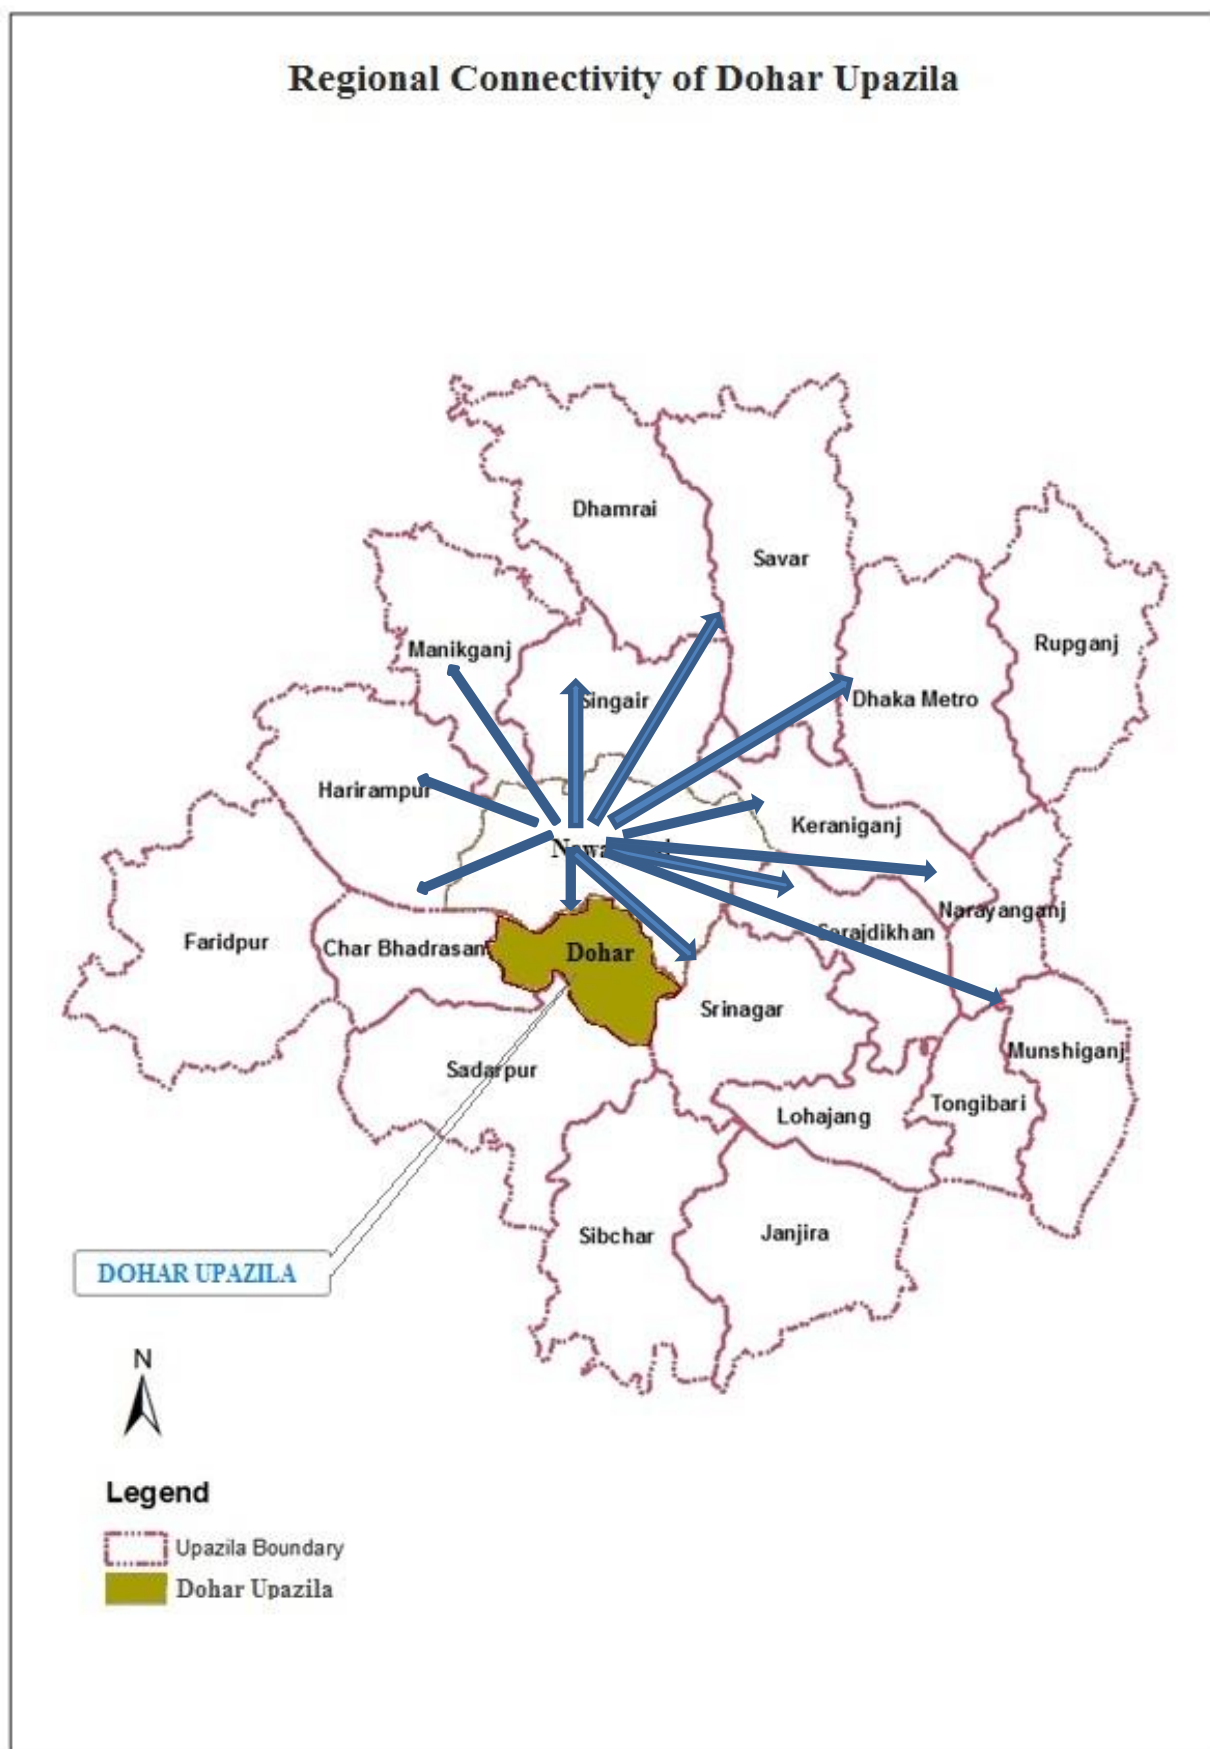 Regional Connectivity of Dohar Upazila
Dhamrai
Savar
Rupganj
Manikganj
Singair
Dhaka Metro
Harirampur
Keraniganj
Narayanganj
Serajdikhan
Faridpur
Char Bhadrasan
Dohar
Srinagar
Munshiganj
Sadarpur
Tongibari
Lohajang
Sibchar
Janjira
DOHAR UPAZILA
N
Legend
Upazila Boundary
Dohar Upazila